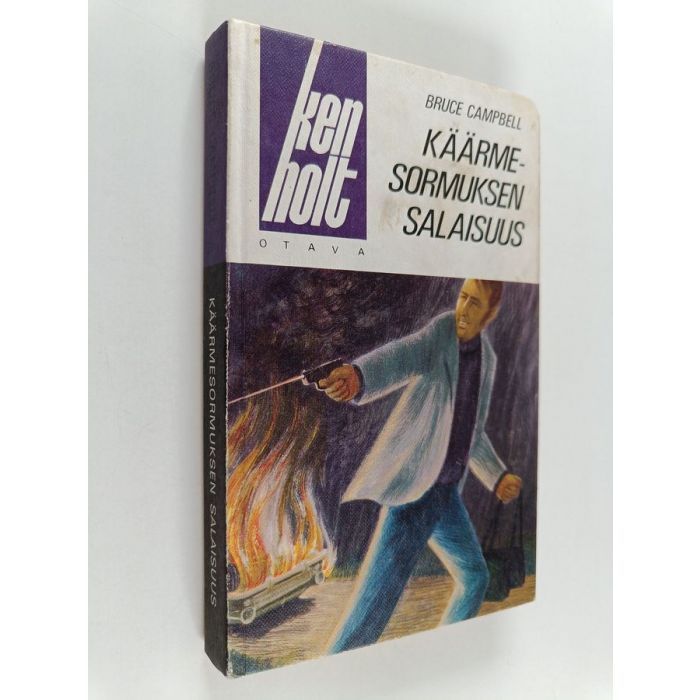 ken
holt
OTAVA
BRUCE CAMPBELL
KÄÄRME-
SORMUKSEN
SALAISUUS
KÄÄRMESORMUKSEN SALAISUUS